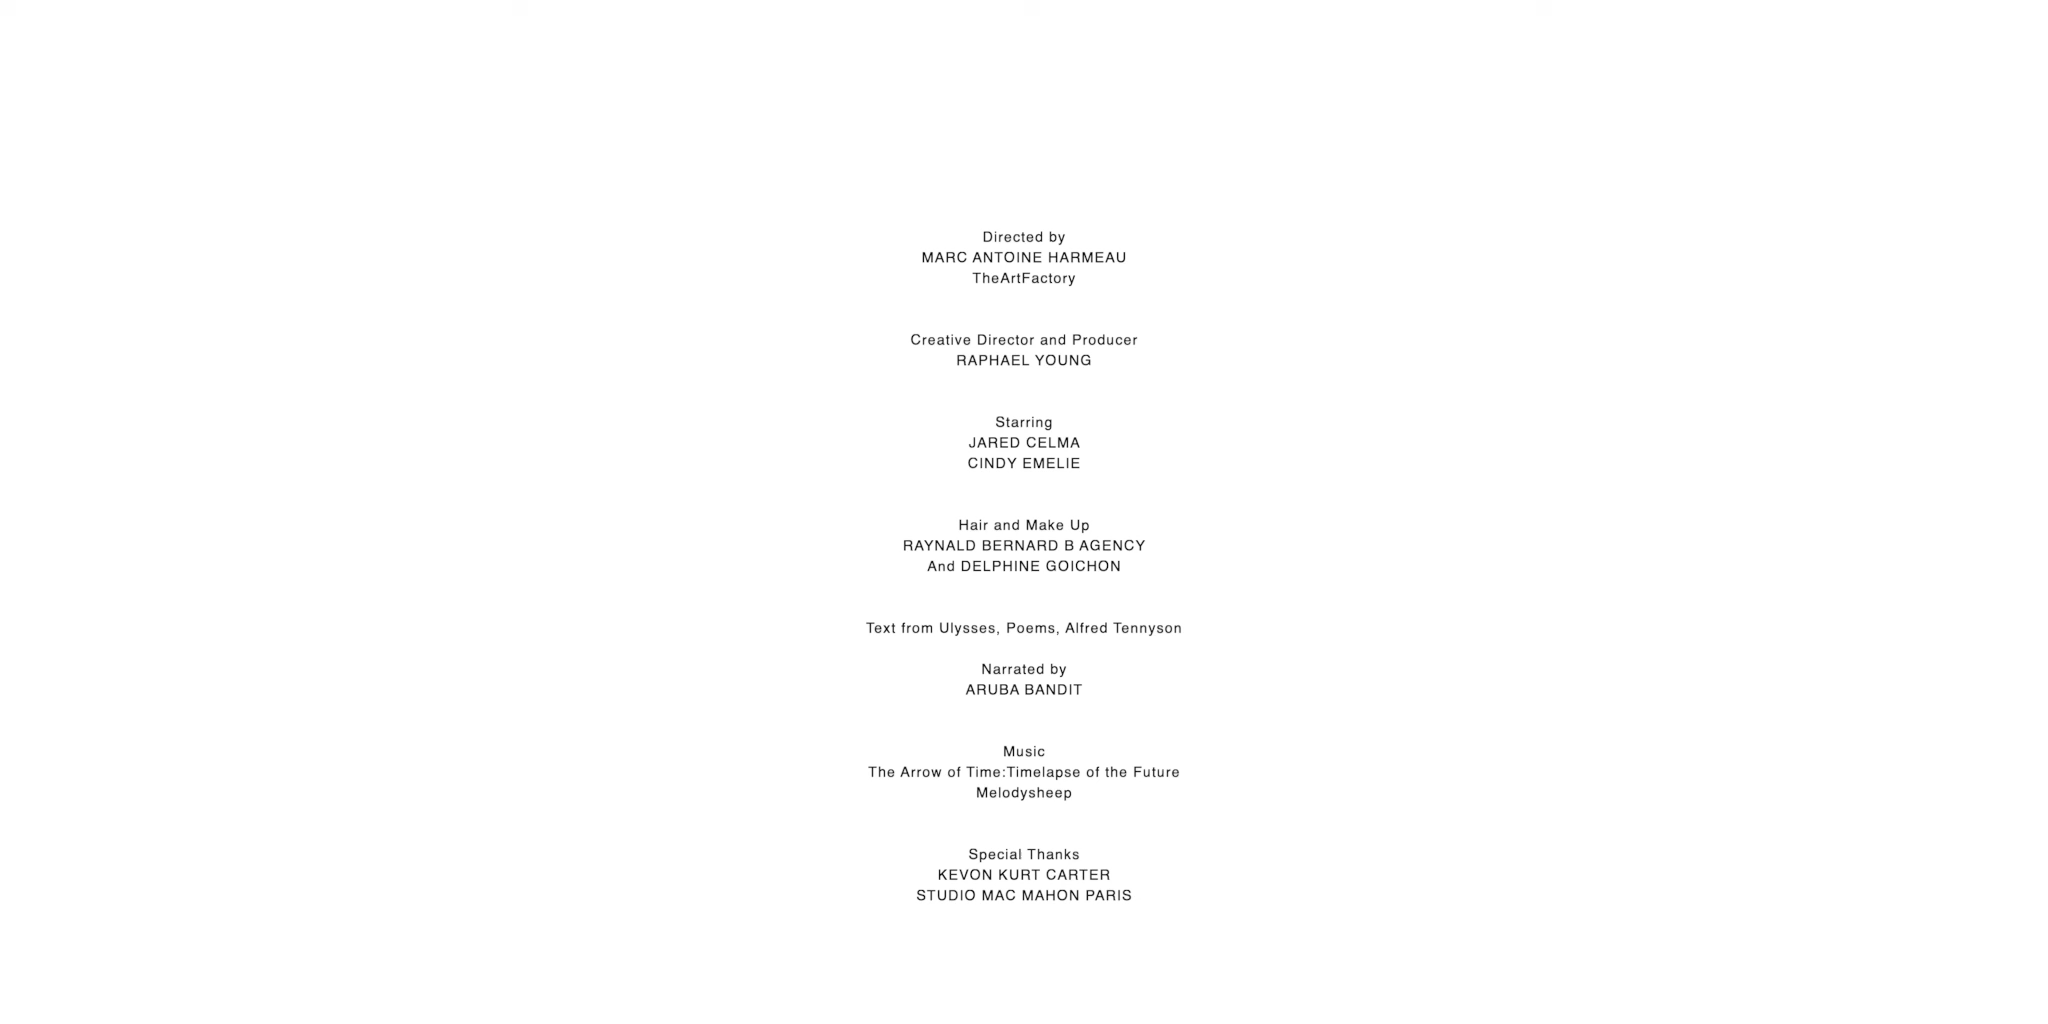 Directed by
MARC ANTOINE HARMEAU
TheArtFactory
Creative Director and Producer
RAPHAEL YOUNG
Starring
JARED CELMA
CINDY EMELIE
Hair and Make Up
RAYNALD BERNARD B AGENCY
And DELPHINE GOICHON
Text from Ulysses, Poems, Alfred Tennyson
Narrated by
ARUBA BANDIT
Music
The Arrow of Time:Timelapse of the Future
Melodysheep
Special Thanks
KEVON KURT CARTER
STUDIO MAC MAHON PARIS